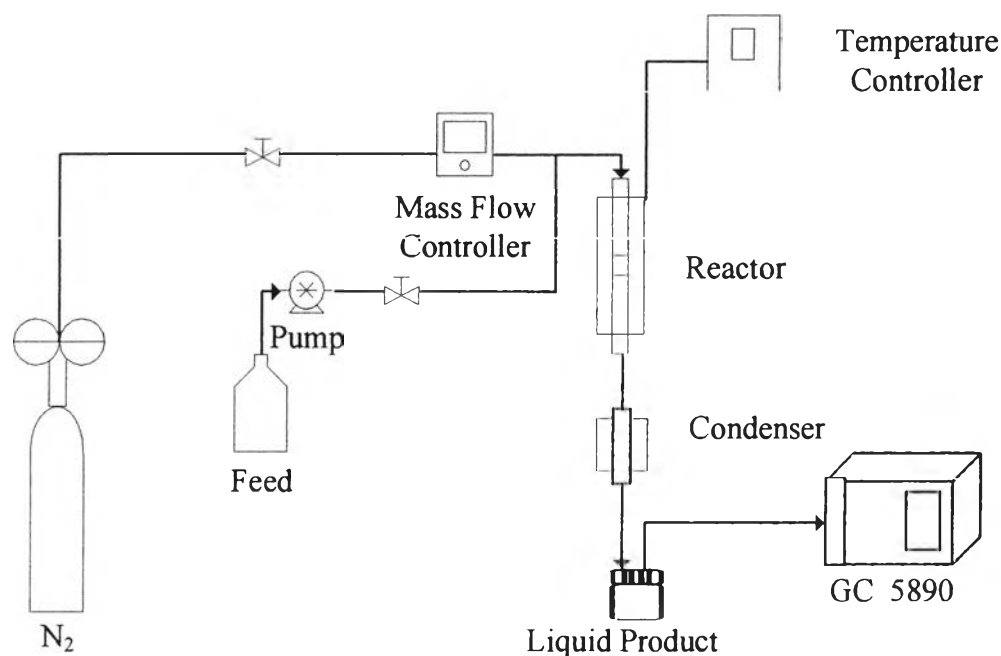 Temperature
Controller
Mass Flow
Controller
Reactor
Pump
Condenser
Feed
GC 5890
N₂
Liquid Product